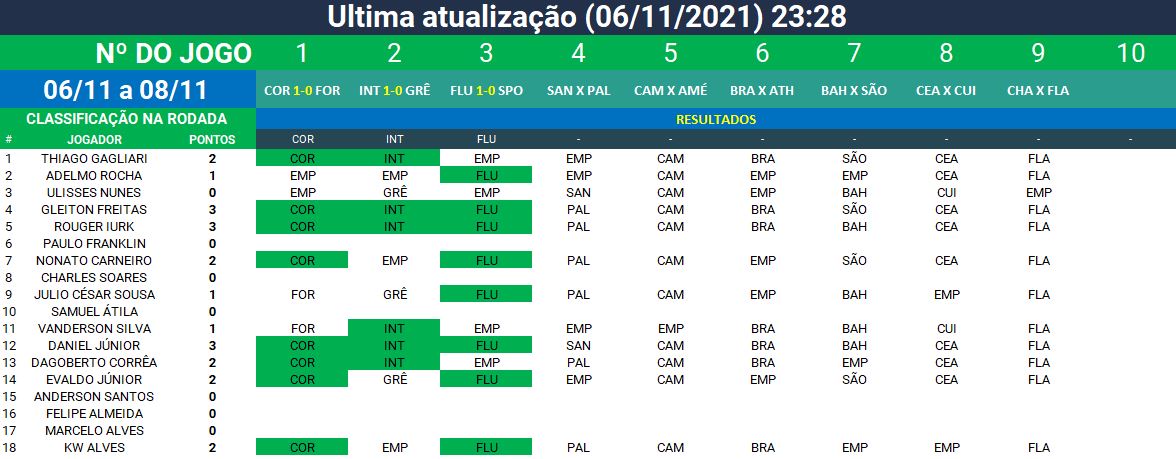 Ultima atualização (06/11/2021) 23:28
Nº DO JOGO 1 2 3 4 5 6 7 8 9 10
06/11 a 08/11 COR 1-0 FOR INT 1-0 GRÊ FLU 1-0 SPO SAN X PAL CAM X AMÉ BRA X ATH BAH X SÃO CEA X CUI CHA X FLA
CLASSIFICAÇÃO NA RODADA RESULTADOS
# JOGADOR PONTOS COR INT FLU - - - - - - -
1 THIAGO GAGLIARI 2 COR INT EMP EMP CAM BRA SÃO CEA FLA
2 ADELMO ROCHA 1 EMP EMP FLU EMP CAM EMP EMP CEA FLA
3 ULISSES NUNES 0 EMP GRÊ EMP SAN CAM EMP BAH CUI EMP
4 GLEITON FREITAS 3 COR INT FLU PAL CAM BRA SÃO CEA FLA
5 ROUGER IURK 3 COR INT FLU PAL CAM BRA BAH CEA FLA
6 PAULO FRANKLIN 0
7 NONATO CARNEIRO 2 COR EMP FLU PAL CAM EMP SÃO CEA FLA
8 CHARLES SOARES 0
9 JULIO CÉSAR SOUSA 1 FOR GRÊ FLU PAL CAM EMP BAH EMP FLA
10 SAMUEL ÁTILA 0
11 VANDERSON SILVA 1 FOR INT EMP EMP EMP BRA BAH CUI FLA
12 DANIEL JÚNIOR 3 COR INT FLU SAN CAM BRA BAH CEA FLA
13 DAGOBERTO CORRÊA 2 COR INT EMP PAL CAM BRA EMP CEA FLA
14 EVALDO JÚNIOR 2 COR GRÊ FLU EMP CAM EMP SÃO CEA FLA
15 ANDERSON SANTOS 0
16 FELIPE ALMEIDA 0
17 MARCELO ALVES 0
18 KW ALVES 2 COR EMP FLU PAL CAM BRA EMP EMP FLA